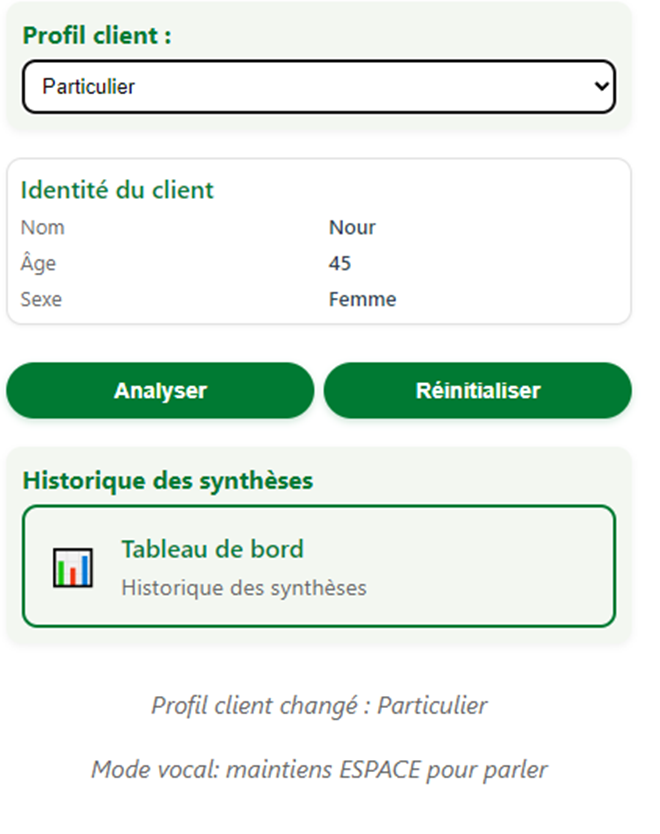 Profil client :
Particulier
Identité du client
Nom Nour
Âge 45
Sexe Femme
Analyser Réinitialiser
Historique des synthèses
Tableau de bord
Historique des synthèses
Profil client changé : Particulier
Mode vocal: maintiens ESPACE pour parler